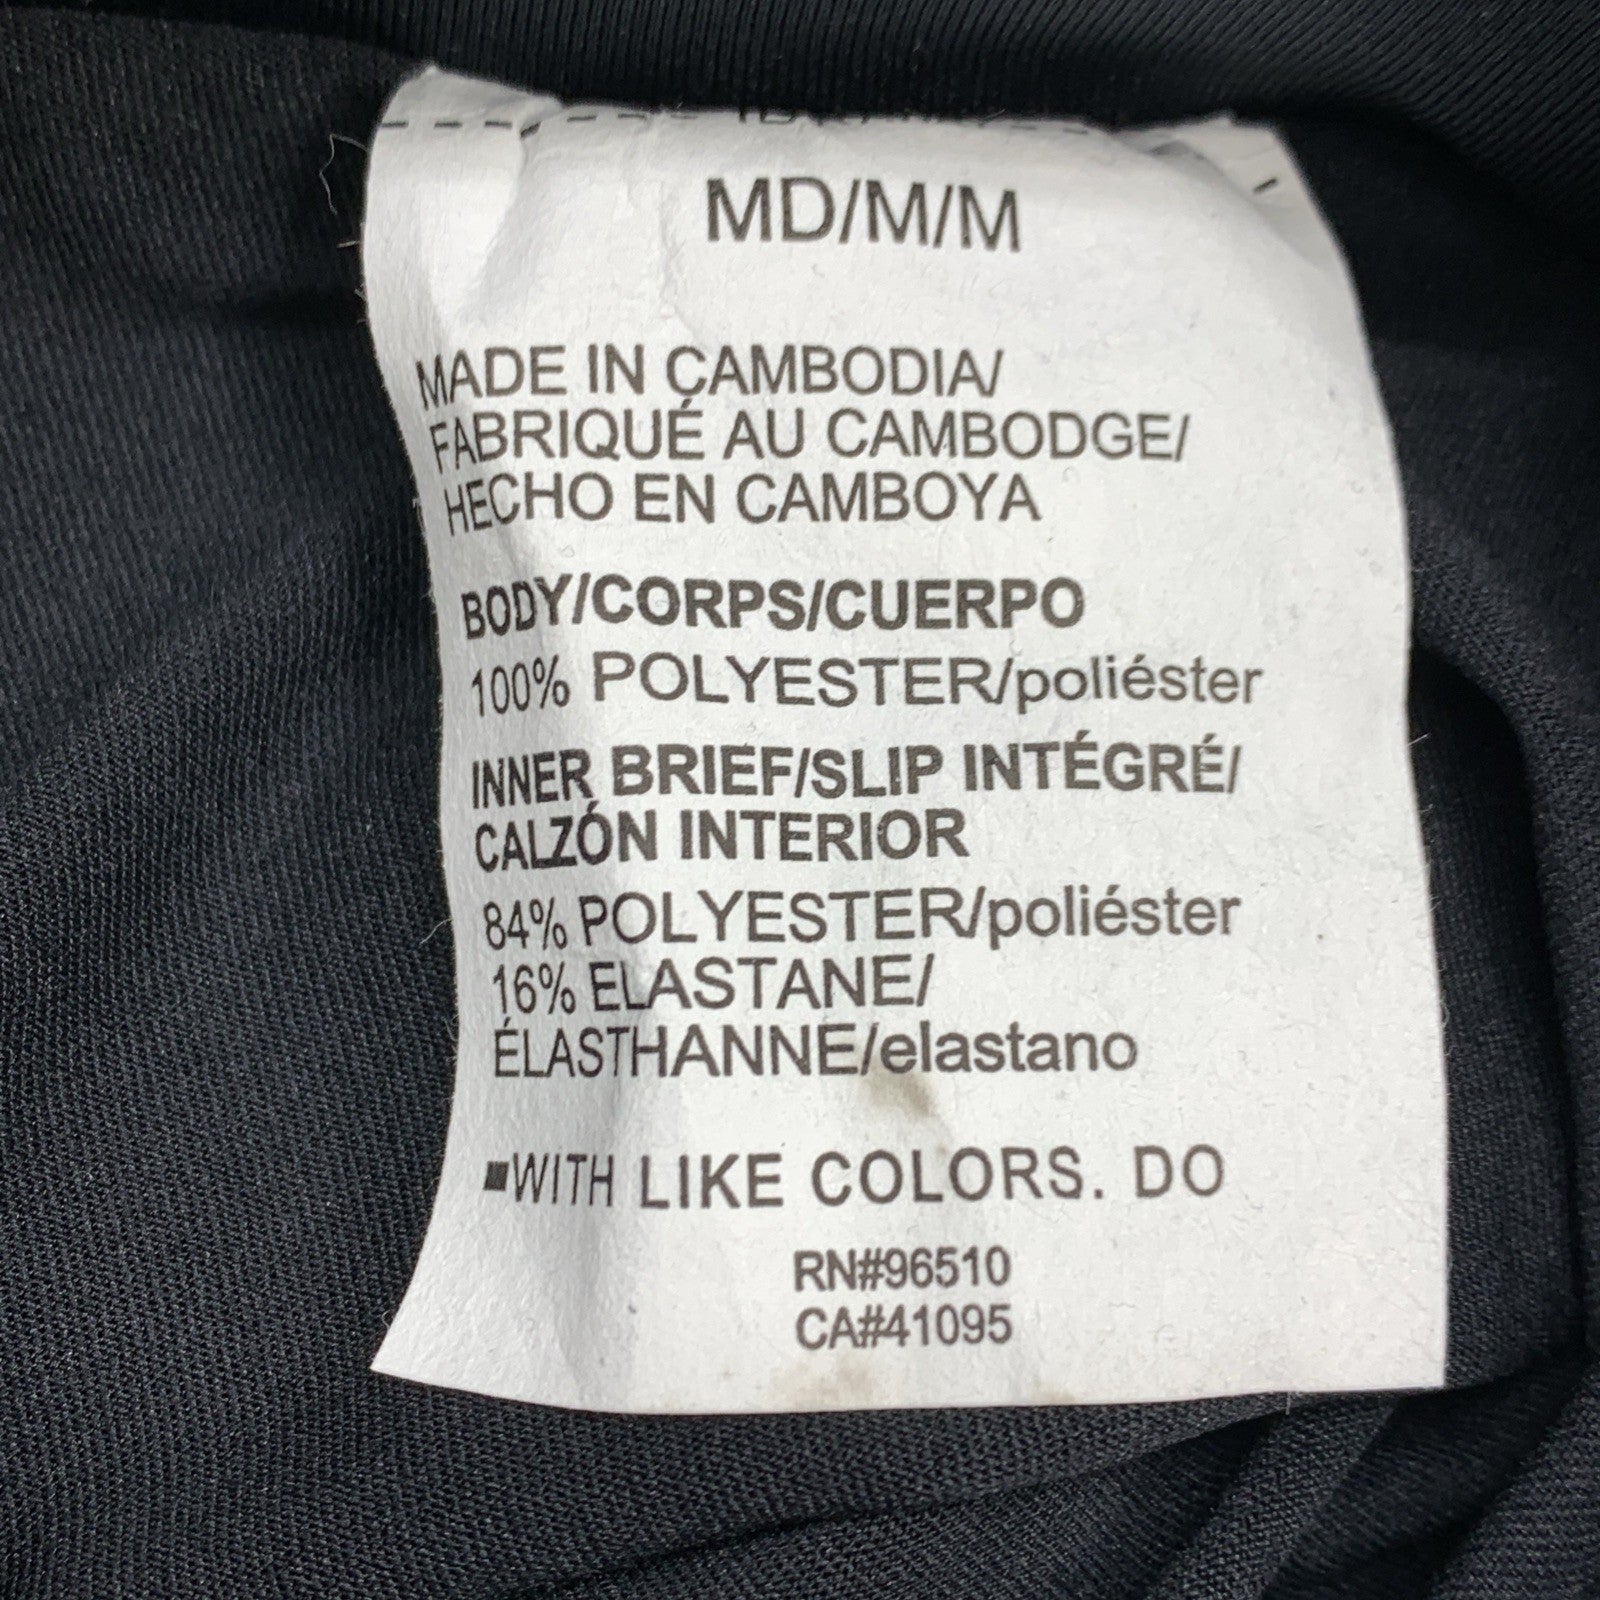 MD/M/M
MADE IN CAMBODIA/
FABRIQUÉ AU CAMBODGE/
HECHO EN CAMBOYA
BODY/CORPS/CUERPO
100% POLYESTER/poliéster
INNER BRIEF/SLIP INTÉGRÉ/
CALZÓN INTERIOR
84% POLYESTER/poliéster
16% ELASTANE/
ÉLASTHANNE/elastano
▪WITH LIKE COLORS. DO
RN#96510
CA#41095